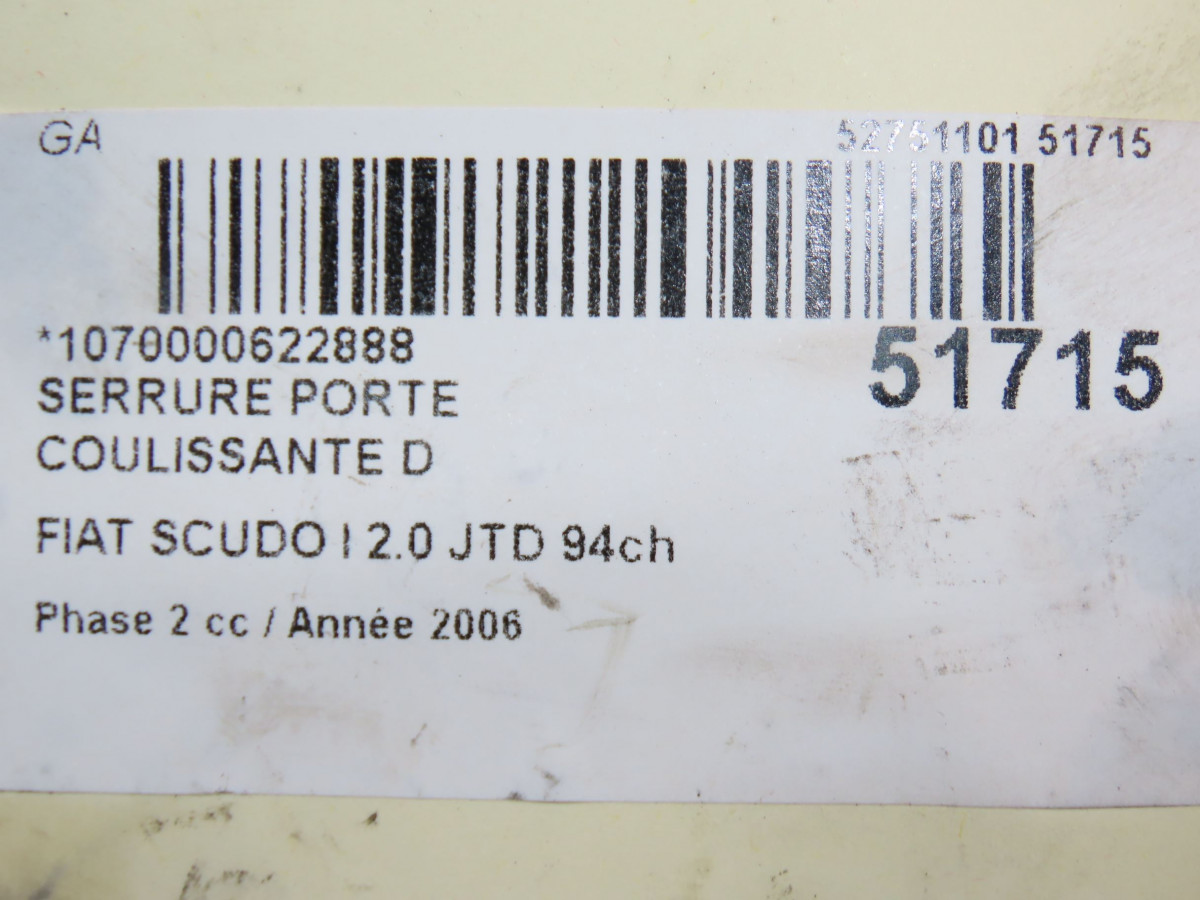 GA
52751101 51715
*1070000622888
51715
SERRURE PORTE
COULISSANTE D
FIAT SCUDO I 2.0 JTD 94ch
Phase 2 cc / Année 2006